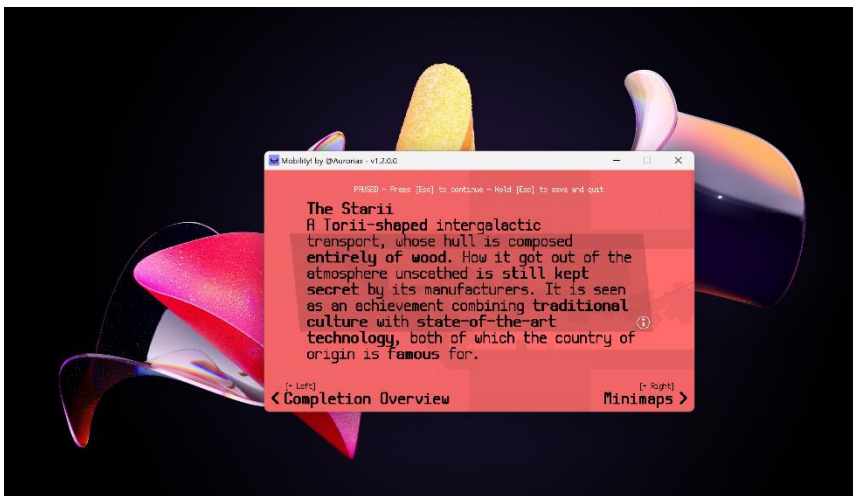 Mobility! by @Auroriax - v1.2.0.0
PAUSED - Press [Esc] to continue - Hold [Esc] to save and quit
The Starii
A Torii-shaped intergalactic
transport, whose hull is composed
entirely of wood. How it got out of the
atmosphere unscathed is still kept
secret by its manufacturers. It is seen
as an achievement combining traditional
culture with state-of-the-art
technology, both of which the country of
origin is famous for.
[← Left]
< Completion Overview
[→ Right]
Minimaps >